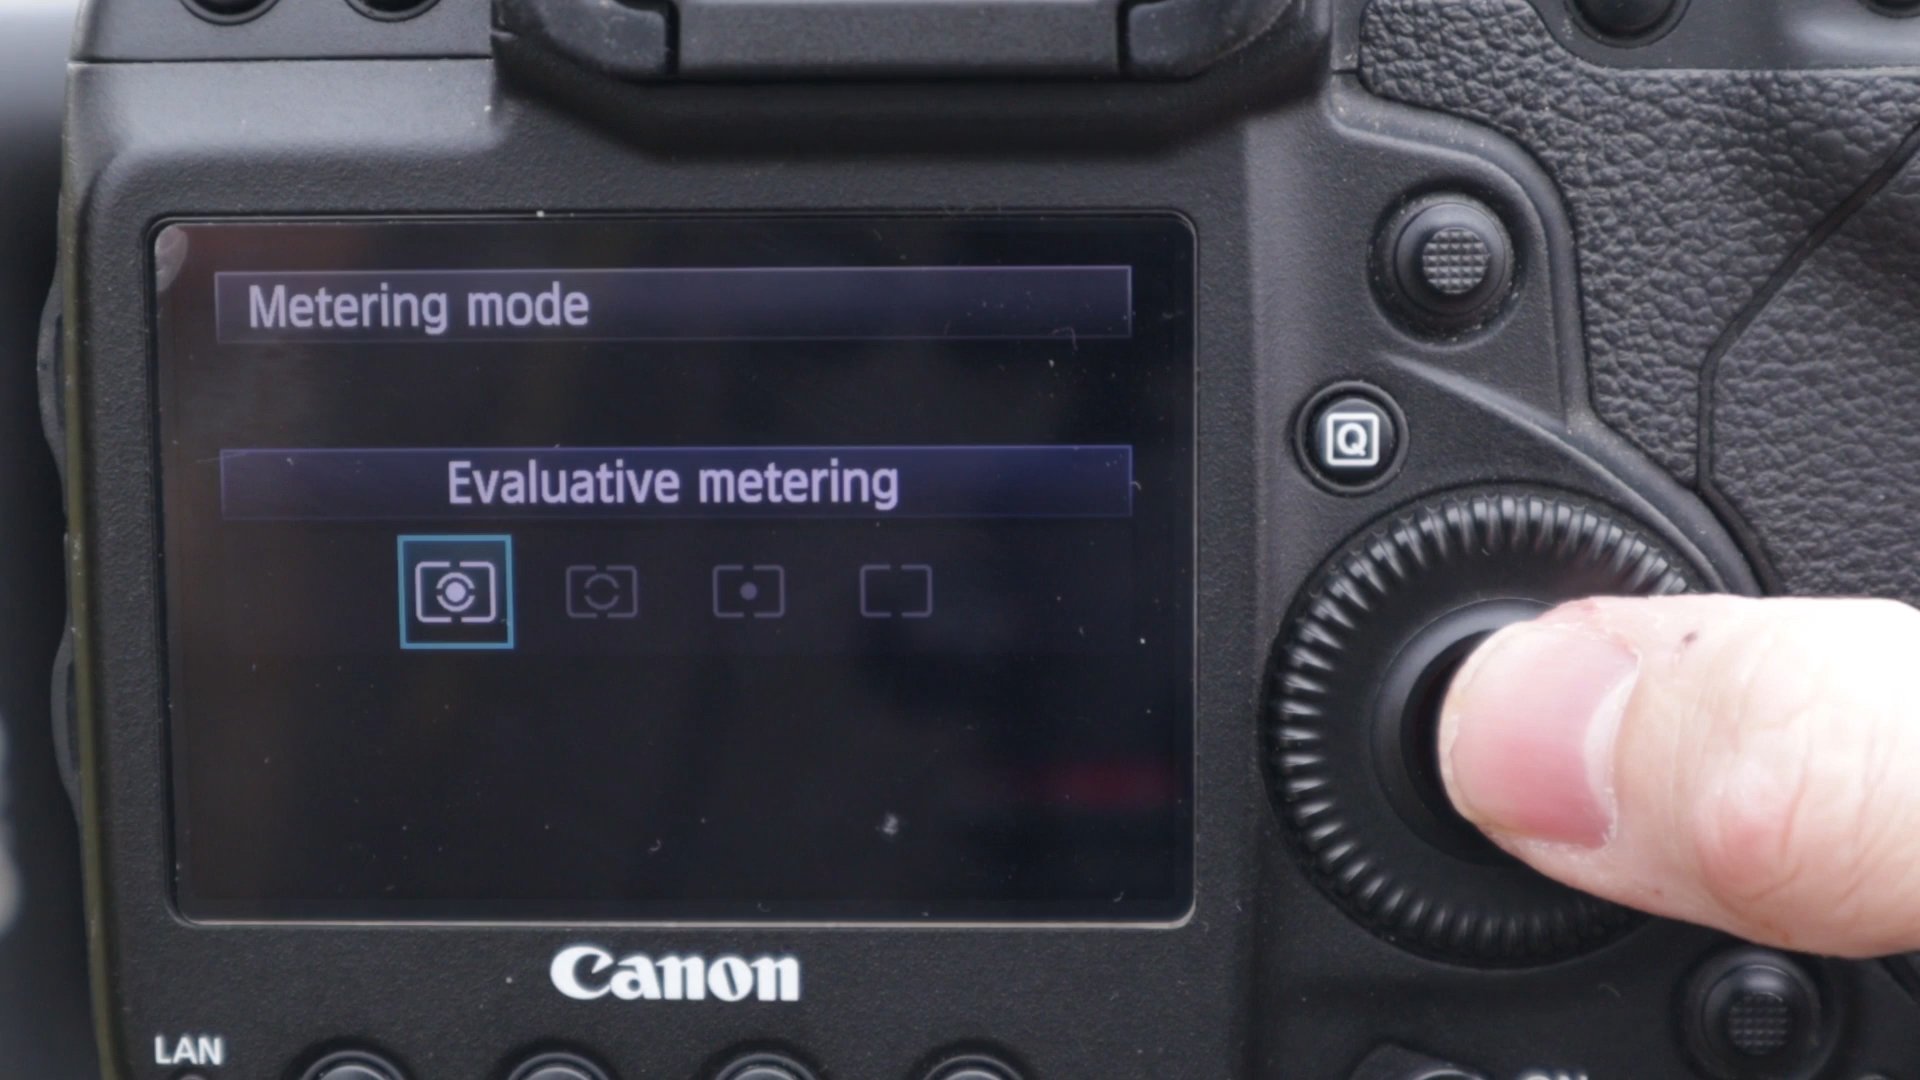 Metering mode
Evaluative metering
Q
Canon
LAN